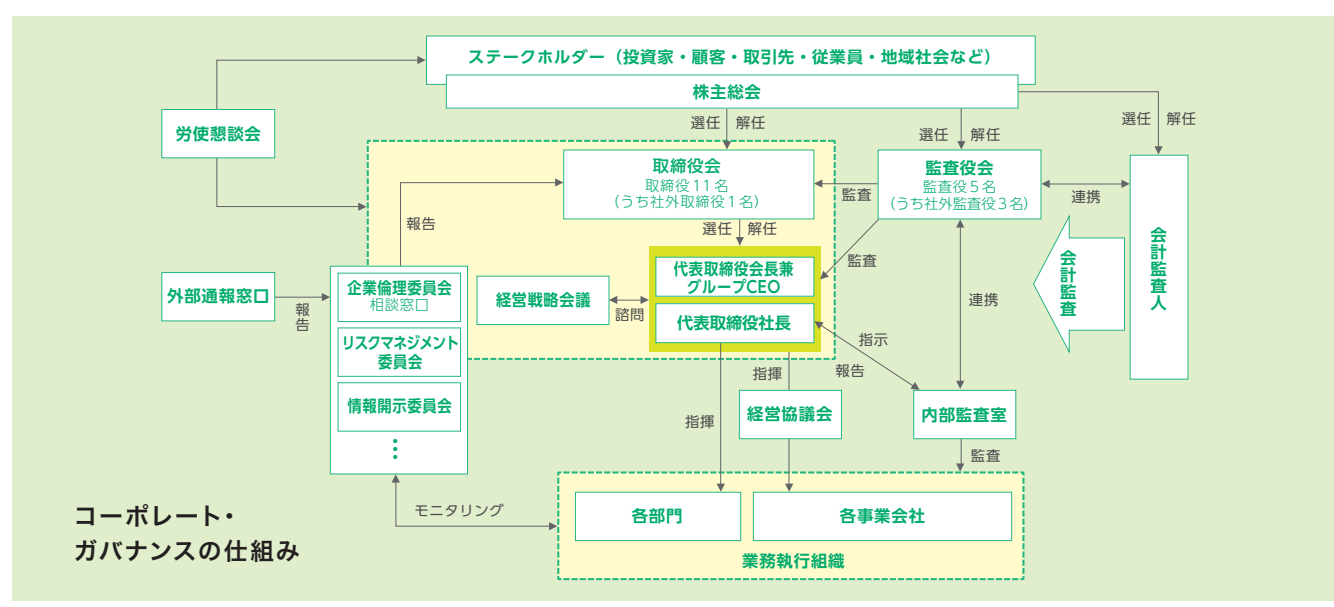 ステークホルダー（投資家・顧客・取引先・従業員・地域社会など）
株主総会
労使懇談会
選任 解任
選任 解任
選任 解任
取締役会
取締役11名
（うち社外取締役1名）
監査
監査役会
監査役5名
（うち社外監査役3名）
連携
会計監査人
会計監査
報告
選任 解任
監査
外部通報窓口
報告
企業倫理委員会
相談窓口
リスクマネジメント
委員会
情報開示委員会
⋮
経営戦略会議
諮問
代表取締役会長兼
グループCEO
代表取締役社長
連携
指示
報告
指揮
指揮
経営協議会
内部監査室
監査
モニタリング
各部門
各事業会社
業務執行組織
コーポレート・
ガバナンスの仕組み